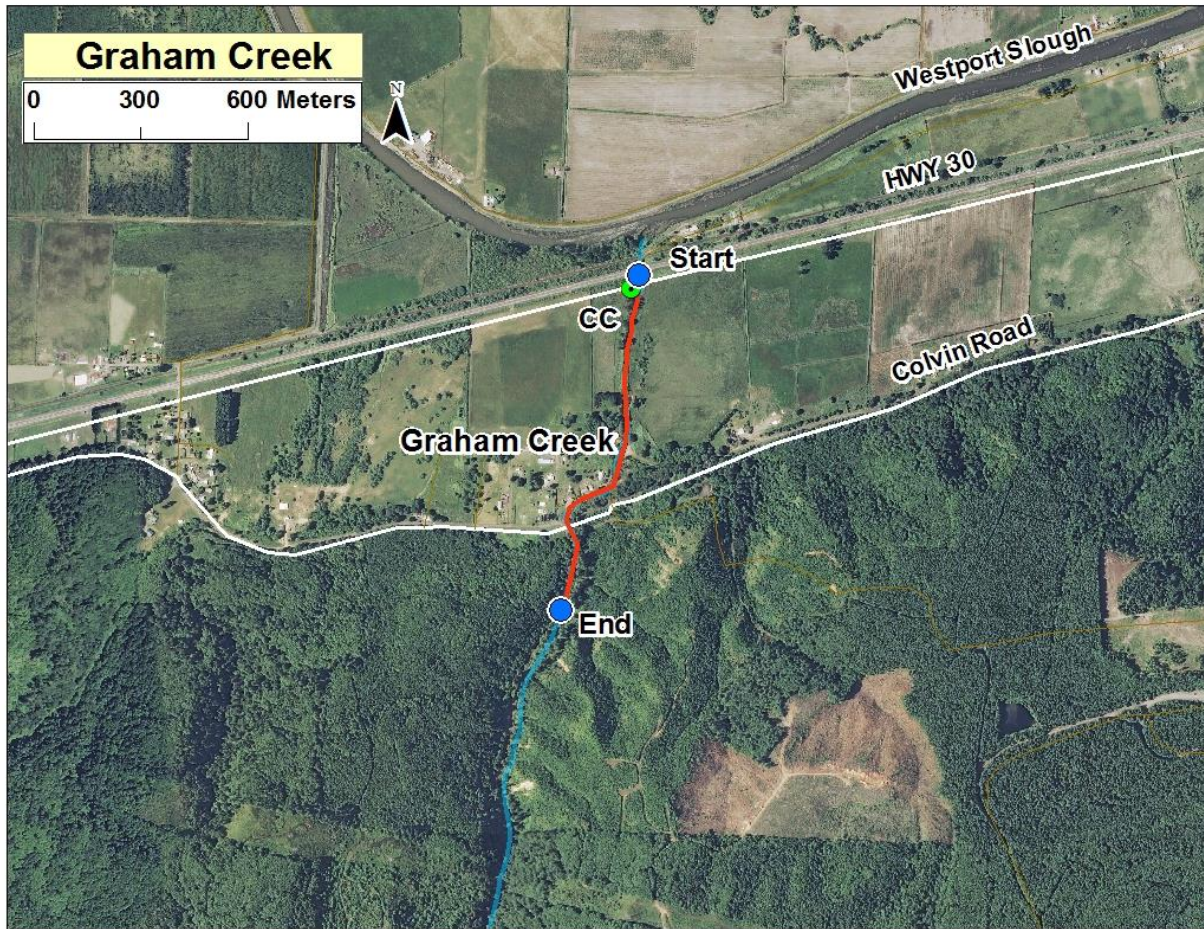 Graham Creek
0 300 600 Meters
N
Westport Slough
HWY 30
Start
CC
Colvin Road
Graham Creek
End